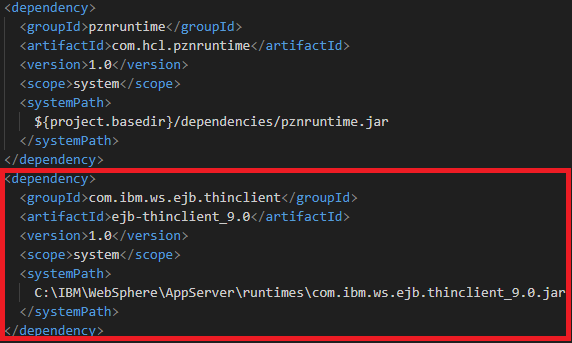 <dependency>
<groupId>pznruntime</groupId>
<artifactId>com.hcl.pznruntime</artifactId>
<version>1.0</version>
<scope>system</scope>
<systemPath>
${project.basedir}/dependencies/pznruntime.jar
</systemPath>
</dependency>
<dependency>
<groupId>com.ibm.ws.ejb.thinclient</groupId>
<artifactId>ejb-thinclient_9.0</artifactId>
<version>1.0</version>
<scope>system</scope>
<systemPath>
C:\IBM\WebSphere\AppServer\runtimes\com.ibm.ws.ejb.thinclient_9.0.jar
</systemPath>
</dependency>